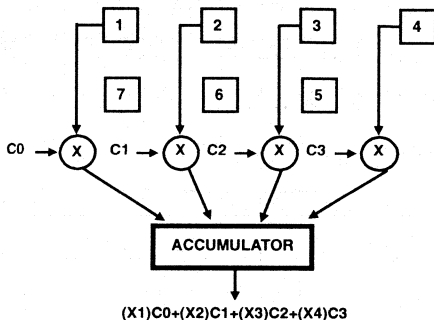 1 2 3 4
7 6 5
C0 X C1 X C2 X C3 X
ACCUMULATOR
(X1)C0+(X2)C1+(X3)C2+(X4)C3